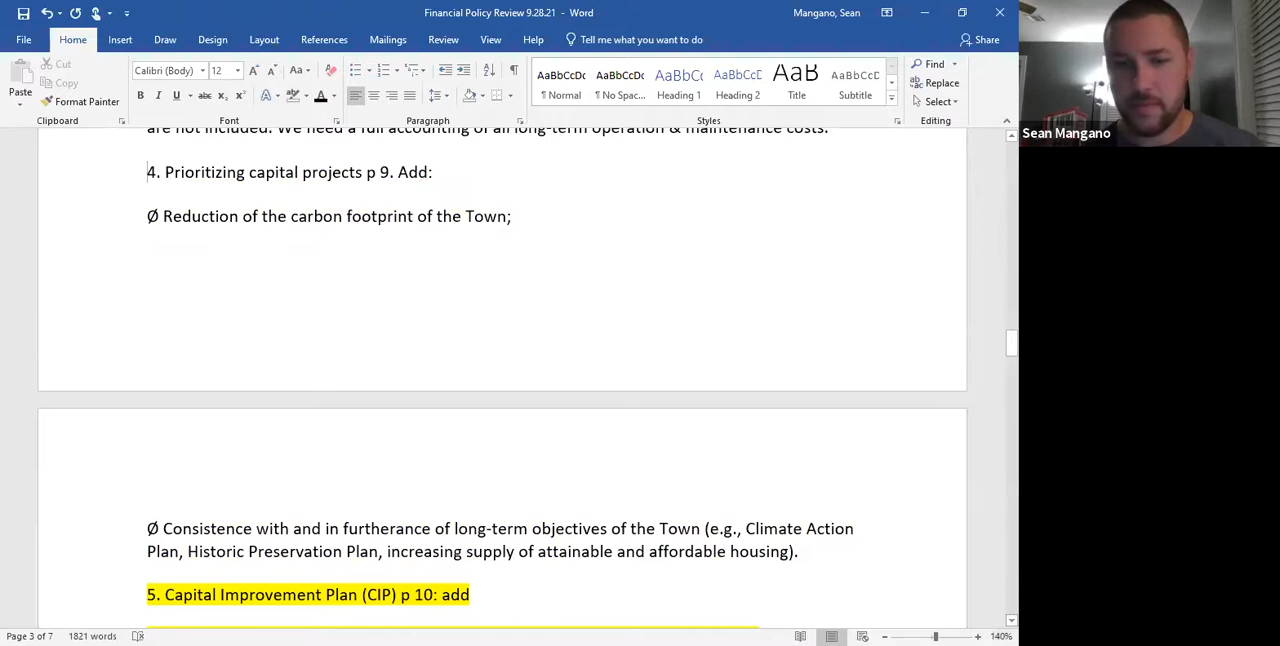 Financial Policy Review 9.28.21 - Word
Mangano, Sean
File Home Insert Draw Design Layout References Mailings Review View Help Tell me what you want to do Share
Paste
Cut
Copy
Format Painter
Clipboard
Calibri (Body) 12
Font
Paragraph
AaBbCcDc AaBbCcDc AaBbC AaBbCcD AaB AaBbCcD
¶ Normal ¶ No Spac... Heading 1 Heading 2 Title Subtitle
Styles
Find
Replace
Select
Editing
Sean Mangano
are not included. We need a full accounting of all long-term operation & maintenance costs.
4. Prioritizing capital projects p 9. Add:
Ø Reduction of the carbon footprint of the Town;
Ø Consistence with and in furtherance of long-term objectives of the Town (e.g., Climate Action
Plan, Historic Preservation Plan, increasing supply of attainable and affordable housing).
5. Capital Improvement Plan (CIP) p 10: add
Page 3 of 7 1821 words 140%